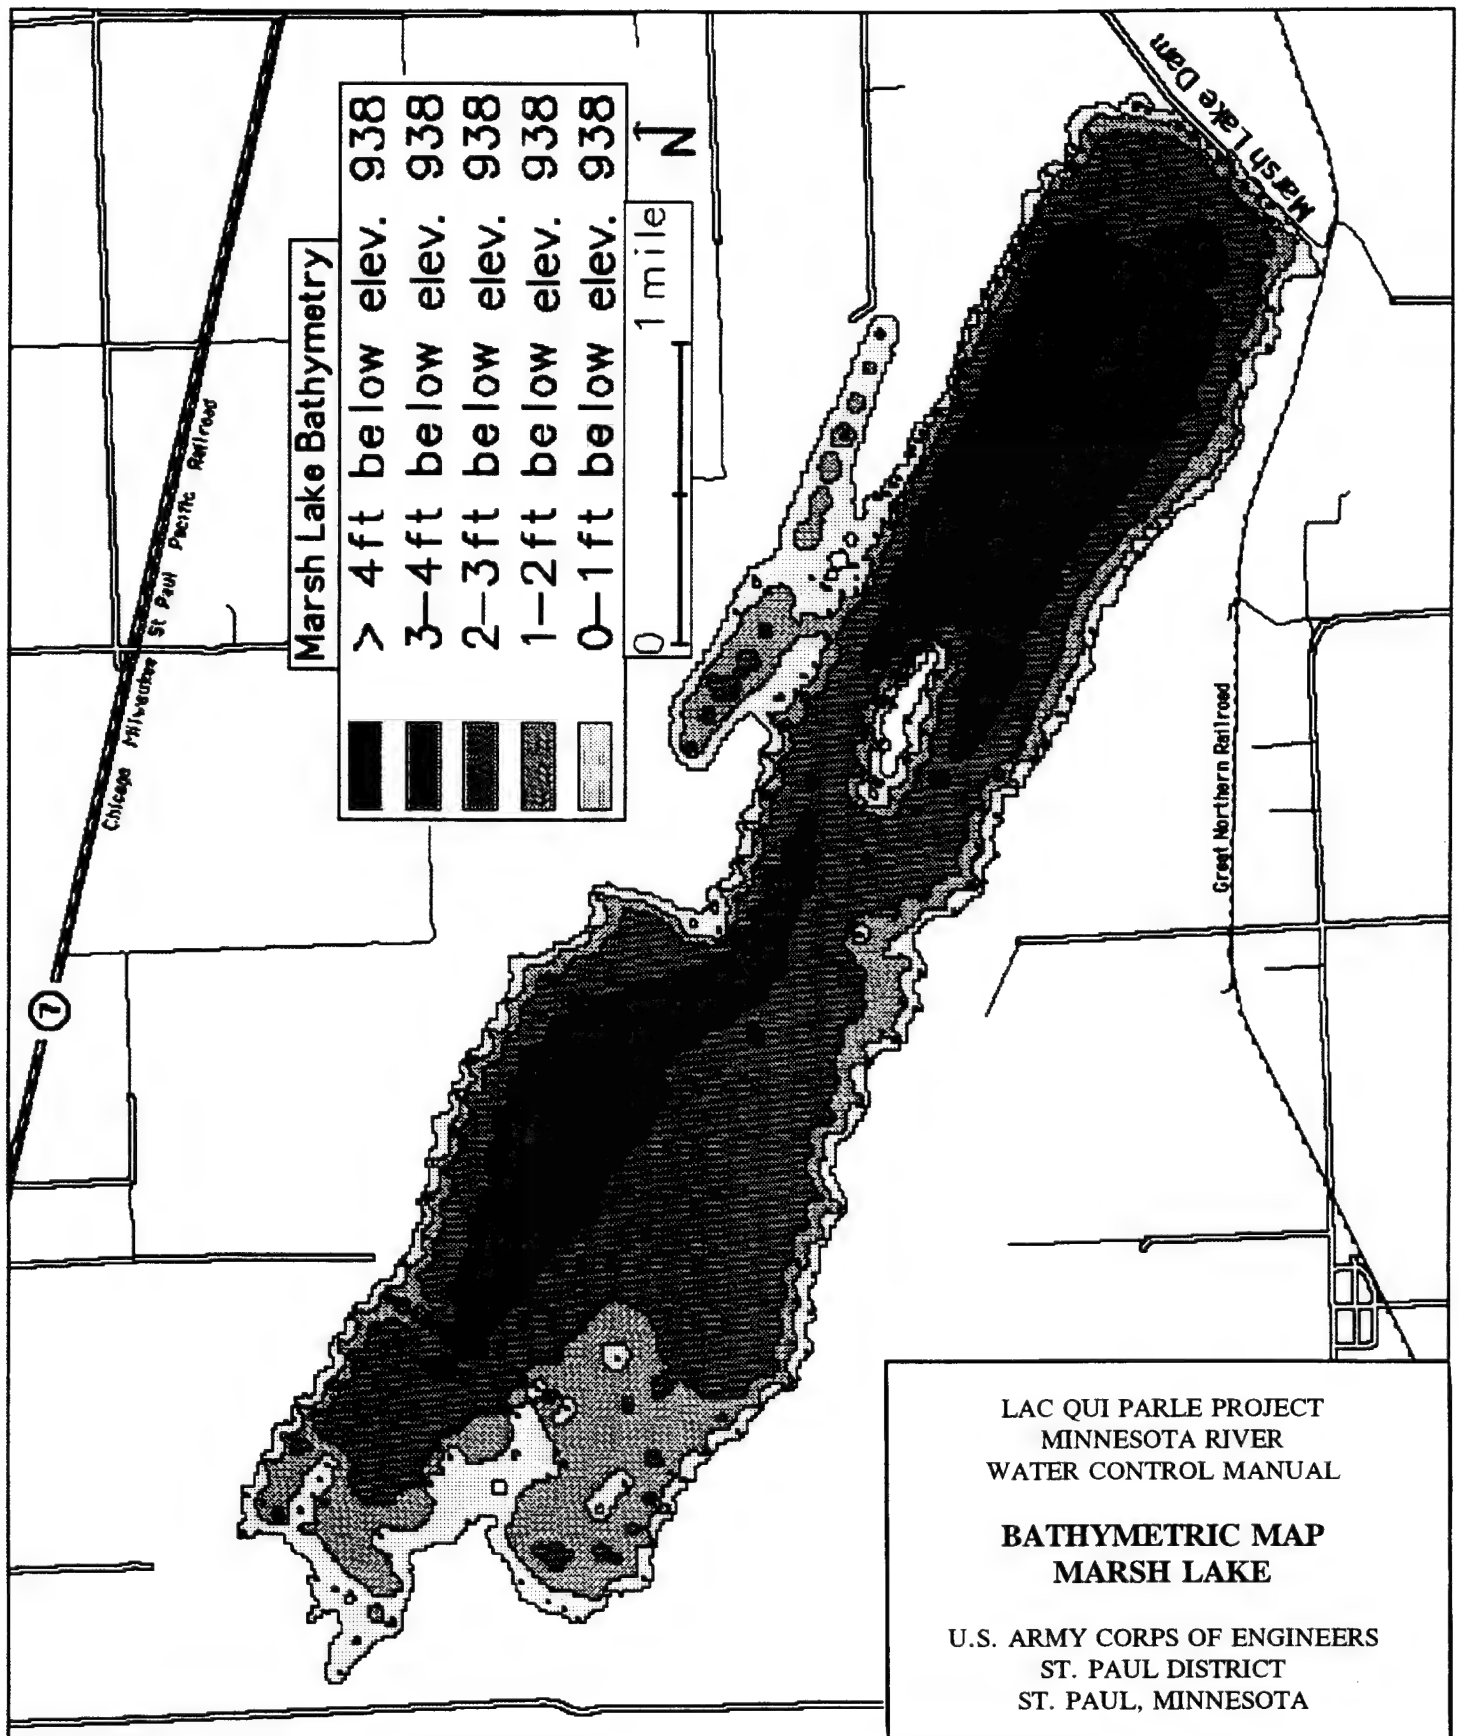 Marsh Lake Bathymetry
> 4ft below elev. 938
3-4ft below elev. 938
2-3ft below elev. 938
1-2ft below elev. 938
0-1ft below elev. 938
0 1 mile
N
Marsh Lake Dam
Chicago Milwaukee St Paul Pacific Railroad
7
Great Northern Railroad
LAC QUI PARLE PROJECT
MINNESOTA RIVER
WATER CONTROL MANUAL
BATHYMETRIC MAP
MARSH LAKE
U.S. ARMY CORPS OF ENGINEERS
ST. PAUL DISTRICT
ST. PAUL, MINNESOTA